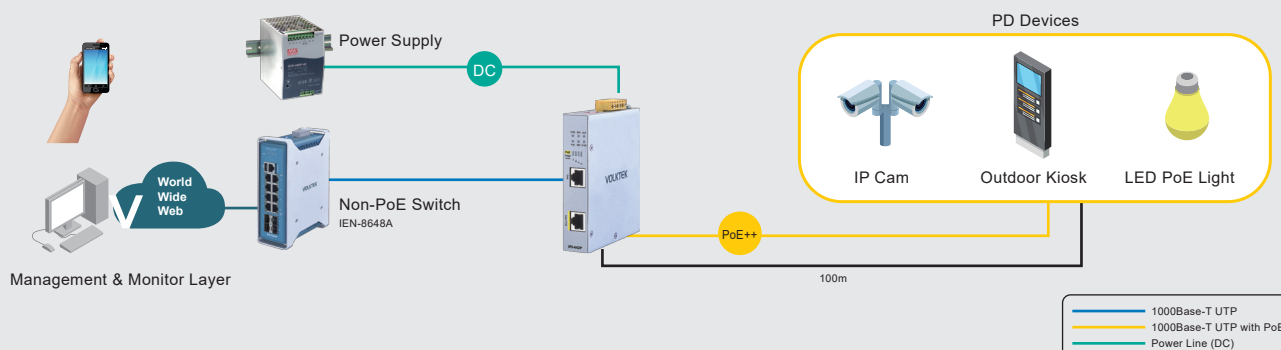 PD Devices
Power Supply
DC
IP Cam
Outdoor Kiosk
LED PoE Light
World
Wide
Web
Non-PoE Switch
IEN-8648A
VOLKTEK
VOLKTEK
PoE++
100m
Management & Monitor Layer
1000Base-T UTP
1000Base-T UTP with PoE
Power Line (DC)